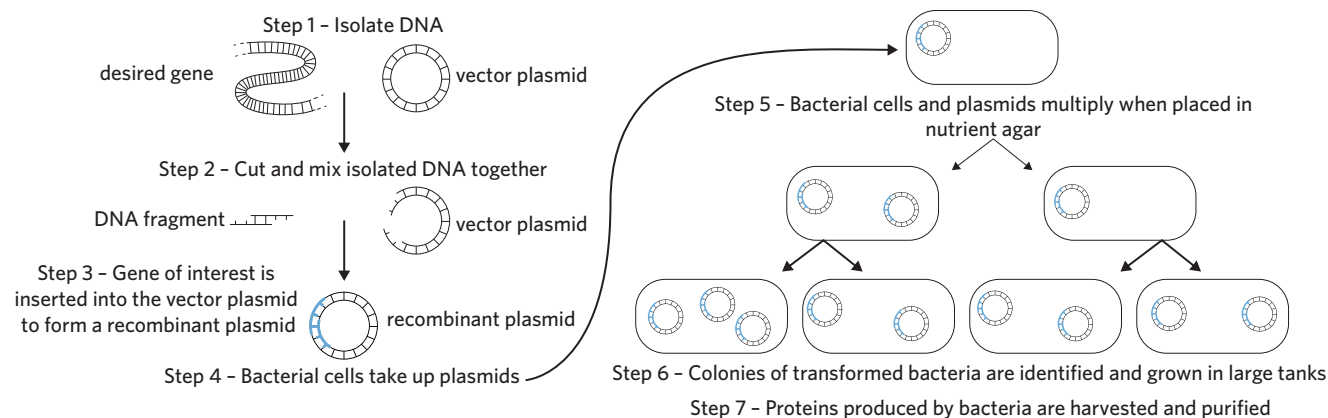 Step 1 – Isolate DNA
desired gene
vector plasmid
Step 2 – Cut and mix isolated DNA together
DNA fragment
vector plasmid
Step 3 – Gene of interest is
inserted into the vector plasmid
to form a recombinant plasmid
recombinant plasmid
Step 4 – Bacterial cells take up plasmids
Step 5 – Bacterial cells and plasmids multiply when placed in
nutrient agar
Step 6 – Colonies of transformed bacteria are identified and grown in large tanks
Step 7 – Proteins produced by bacteria are harvested and purified